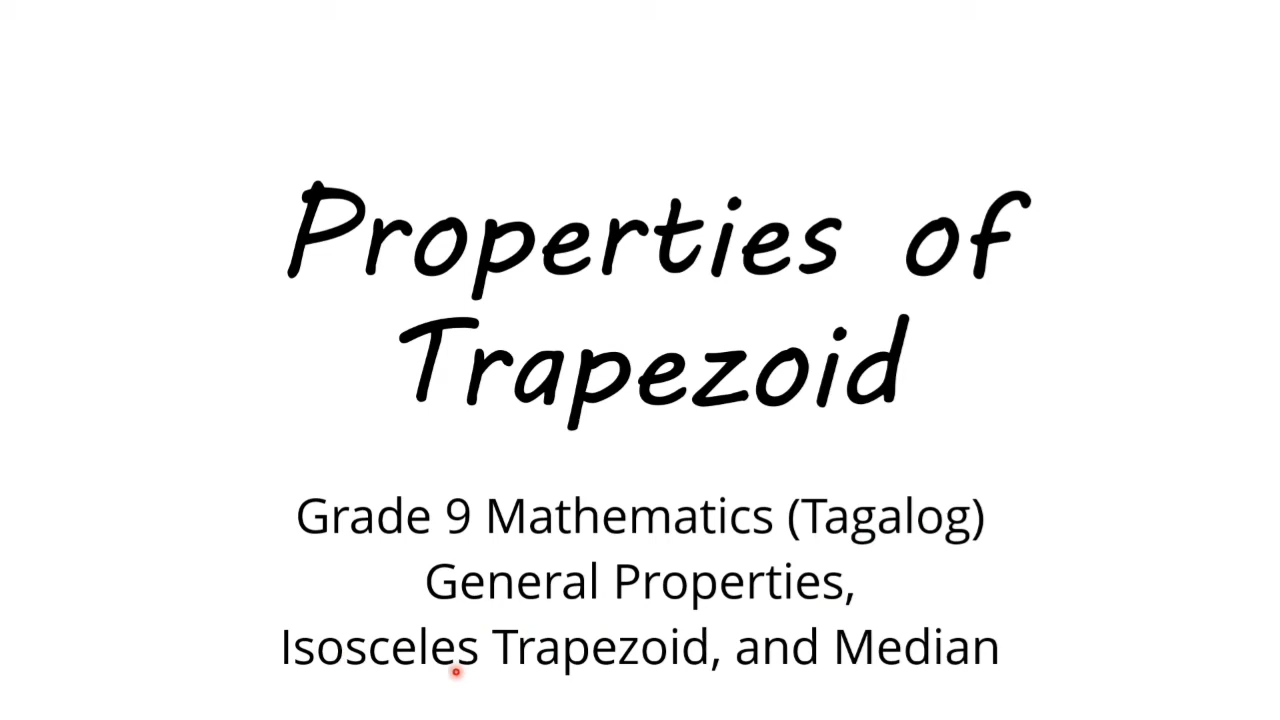 Properties of
Trapezoid
Grade 9 Mathematics (Tagalog)
General Properties,
Isosceles Trapezoid, and Median